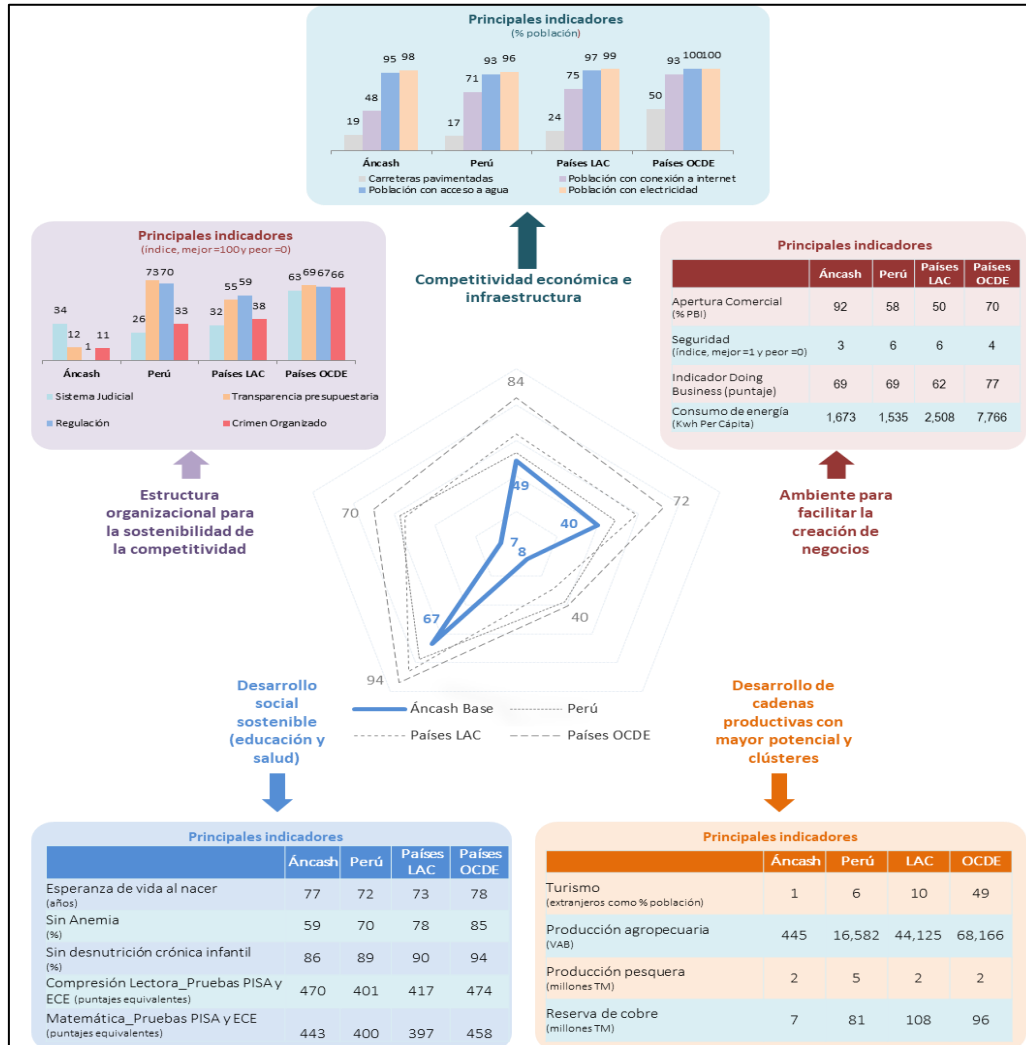 Principales indicadores
(% población)
95 98
93 96
97 99
93 100 100
19 48
17 71
24 75
50
Áncash Perú Países LAC Países OCDE
Carreteras pavimentadas Población con conexión a internet
Población con acceso a agua Población con electricidad
Principales indicadores
(índice, mejor =100 y peor =0)
34 12 1 11
26 73 70 33
32 55 59 38
63 69 67 66
Áncash Perú Países LAC Países OCDE
Sistema Judicial Transparencia presupuestaria
Regulación Crimen Organizado
Competitividad económica e
infraestructura
Principales indicadores
Áncash Perú Países LAC Países OCDE
Apertura Comercial (% PBI) 92 58 50 70
Seguridad (índice, mejor =1 y peor =0) 3 6 6 4
Indicador Doing Business (puntaje) 69 69 62 77
Consumo de energía (Kwh Per Cápita) 1,673 1,535 2,508 7,766
Estructura
organizacional para
la sostenibilidad de
la competitividad
Ambiente para
facilitar la
creación de
negocios
84
72
70
49
40
7
8
67
40
94
Áncash Base Perú
Países LAC Países OCDE
Desarrollo
social
sostenible
(educación y
salud)
Desarrollo de
cadenas
productivas con
mayor potencial y
clústeres
Principales indicadores
Áncash Perú Países LAC Países OCDE
Esperanza de vida al nacer (años) 77 72 73 78
Sin Anemia (%) 59 70 78 85
Sin desnutrición crónica infantil (%) 86 89 90 94
Compresión Lectora_Pruebas PISA y ECE (puntajes equivalentes) 470 401 417 474
Matemática_Pruebas PISA y ECE (puntajes equivalentes) 443 400 397 458
Principales indicadores
Áncash Perú LAC OCDE
Turismo (extranjeros como % población) 1 6 10 49
Producción agropecuaria (VAB) 445 16,582 44,125 68,166
Producción pesquera (millones TM) 2 5 2 2
Reserva de cobre (millones TM) 7 81 108 96